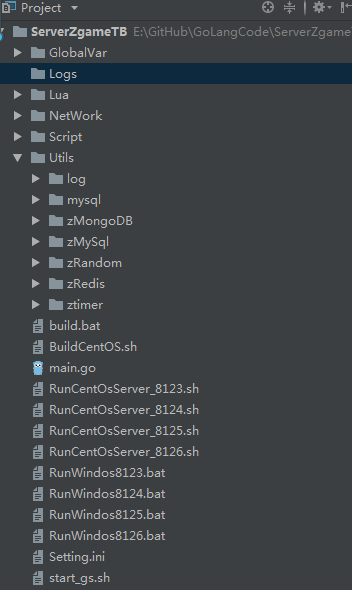 Project
ServerZgameTB E:\GitHub\GoLangCode\ServerZgame
GlobalVar
Logs
Lua
NetWork
Script
Utils
log
mysql
zMongoDB
zMySql
zRandom
zRedis
ztimer
build.bat
BuildCentOS.sh
main.go
RunCentOsServer_8123.sh
RunCentOsServer_8124.sh
RunCentOsServer_8125.sh
RunCentOsServer_8126.sh
RunWindos8123.bat
RunWindos8124.bat
RunWindos8125.bat
RunWindos8126.bat
Setting.ini
start_gs.sh